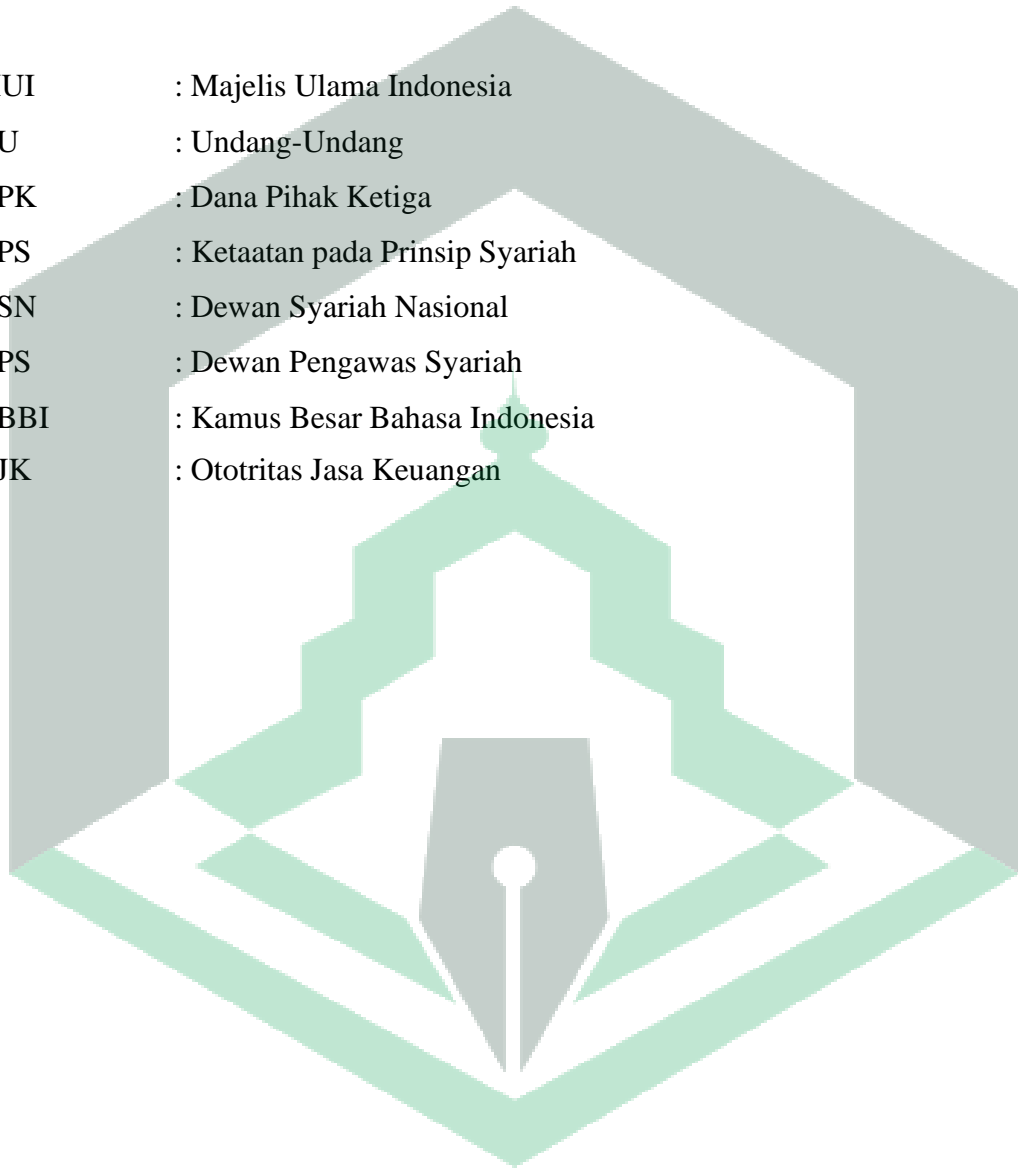 UI : Majelis Ulama Indonesia
U : Undang-Undang
PK : Dana Pihak Ketiga
PS : Ketaatan pada Prinsip Syariah
SN : Dewan Syariah Nasional
PS : Dewan Pengawas Syariah
BBI : Kamus Besar Bahasa Indonesia
JK : Ototritas Jasa Keuangan